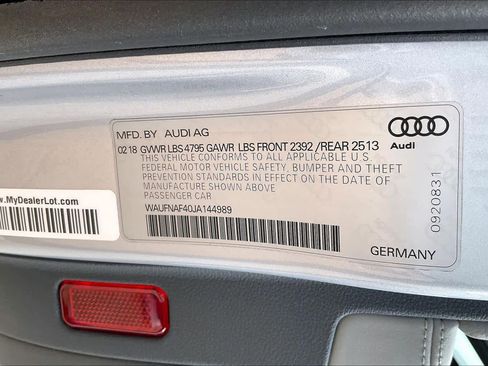 MFD. BY AUDI AG
02 18 GVWR LBS 4795 GAWR LBS FRONT 2392 /REAR 2513
THIS VEHICLE CONFORMS TO ALL APPLICABLE U.S.
FEDERAL MOTOR VEHICLE SAFETY, BUMPER AND THEFT
PREVENTION STANDARDS IN EFFECT ON THE DATE OF
MANUFACTURE SHOWN ABOVE.
PASSENGER CAR
WAUFNAF40JA144989
GERMANY
Audi
0920831
www.MyDealerLot.com